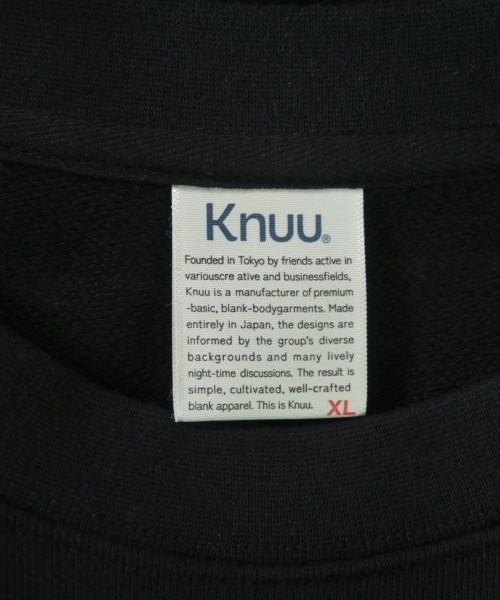 Knuu®
Founded in Tokyo by friends active in
variouscre ative and businessfields,
Knuu is a manufacturer of premium
-basic, blank-bodygarments. Made
entirely in Japan, the designs are
informed by the group's diverse
backgrounds and many lively
night-time discussions. The result is
simple, cultivated, well-crafted
blank apparel. This is Knuu. XL